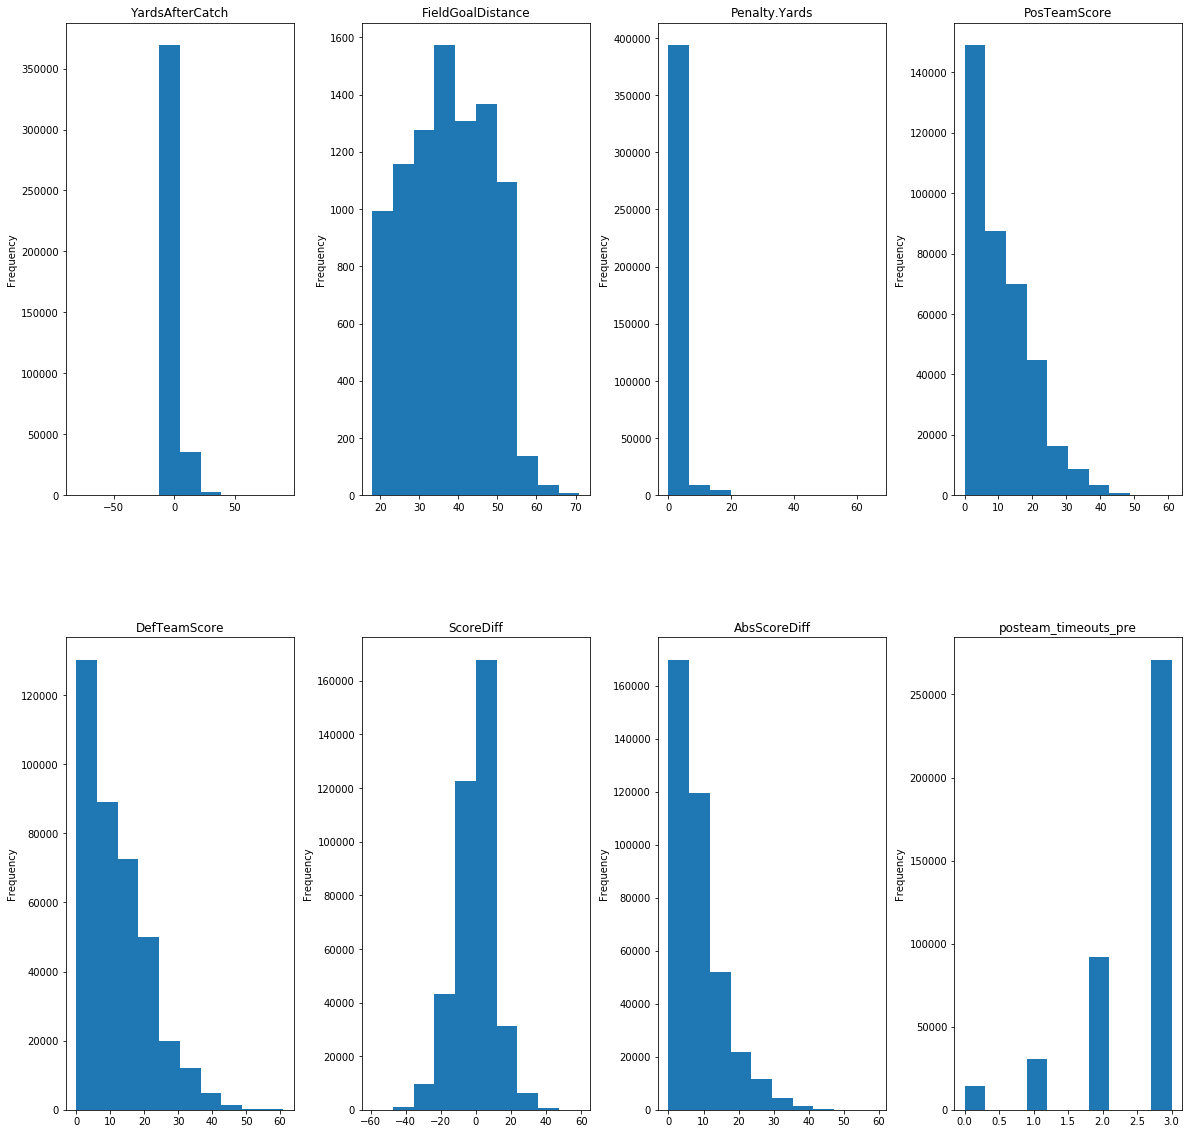 YardsAfterCatch
Frequency
350000
300000
250000
200000
150000
100000
50000
0
−50 0 50
FieldGoalDistance
Frequency
1600
1400
1200
1000
800
600
400
200
0
20 30 40 50 60 70
Penalty.Yards
Frequency
400000
350000
300000
250000
200000
150000
100000
50000
0
0 20 40 60
PosTeamScore
Frequency
140000
120000
100000
80000
60000
40000
20000
0
0 10 20 30 40 50 60
DefTeamScore
Frequency
120000
100000
80000
60000
40000
20000
0
0 10 20 30 40 50 60
ScoreDiff
Frequency
160000
140000
120000
100000
80000
60000
40000
20000
0
−60 −40 −20 0 20 40 60
AbsScoreDiff
Frequency
160000
140000
120000
100000
80000
60000
40000
20000
0
0 10 20 30 40 50 60
posteam_timeouts_pre
Frequency
250000
200000
150000
100000
50000
0
0.0 0.5 1.0 1.5 2.0 2.5 3.0